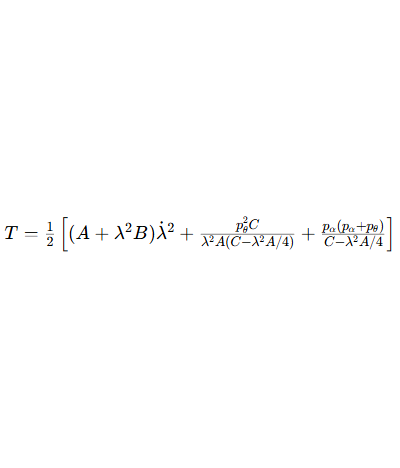 T = \frac{1}{2} \left[ (A + \lambda^2 B) \dot{\lambda}^2 + \frac{p_\theta^2 C}{\lambda^2 A (C - \lambda^2 A/4)} + \frac{p_\alpha (p_\alpha + p_\theta)}{C - \lambda^2 A/4} \right]